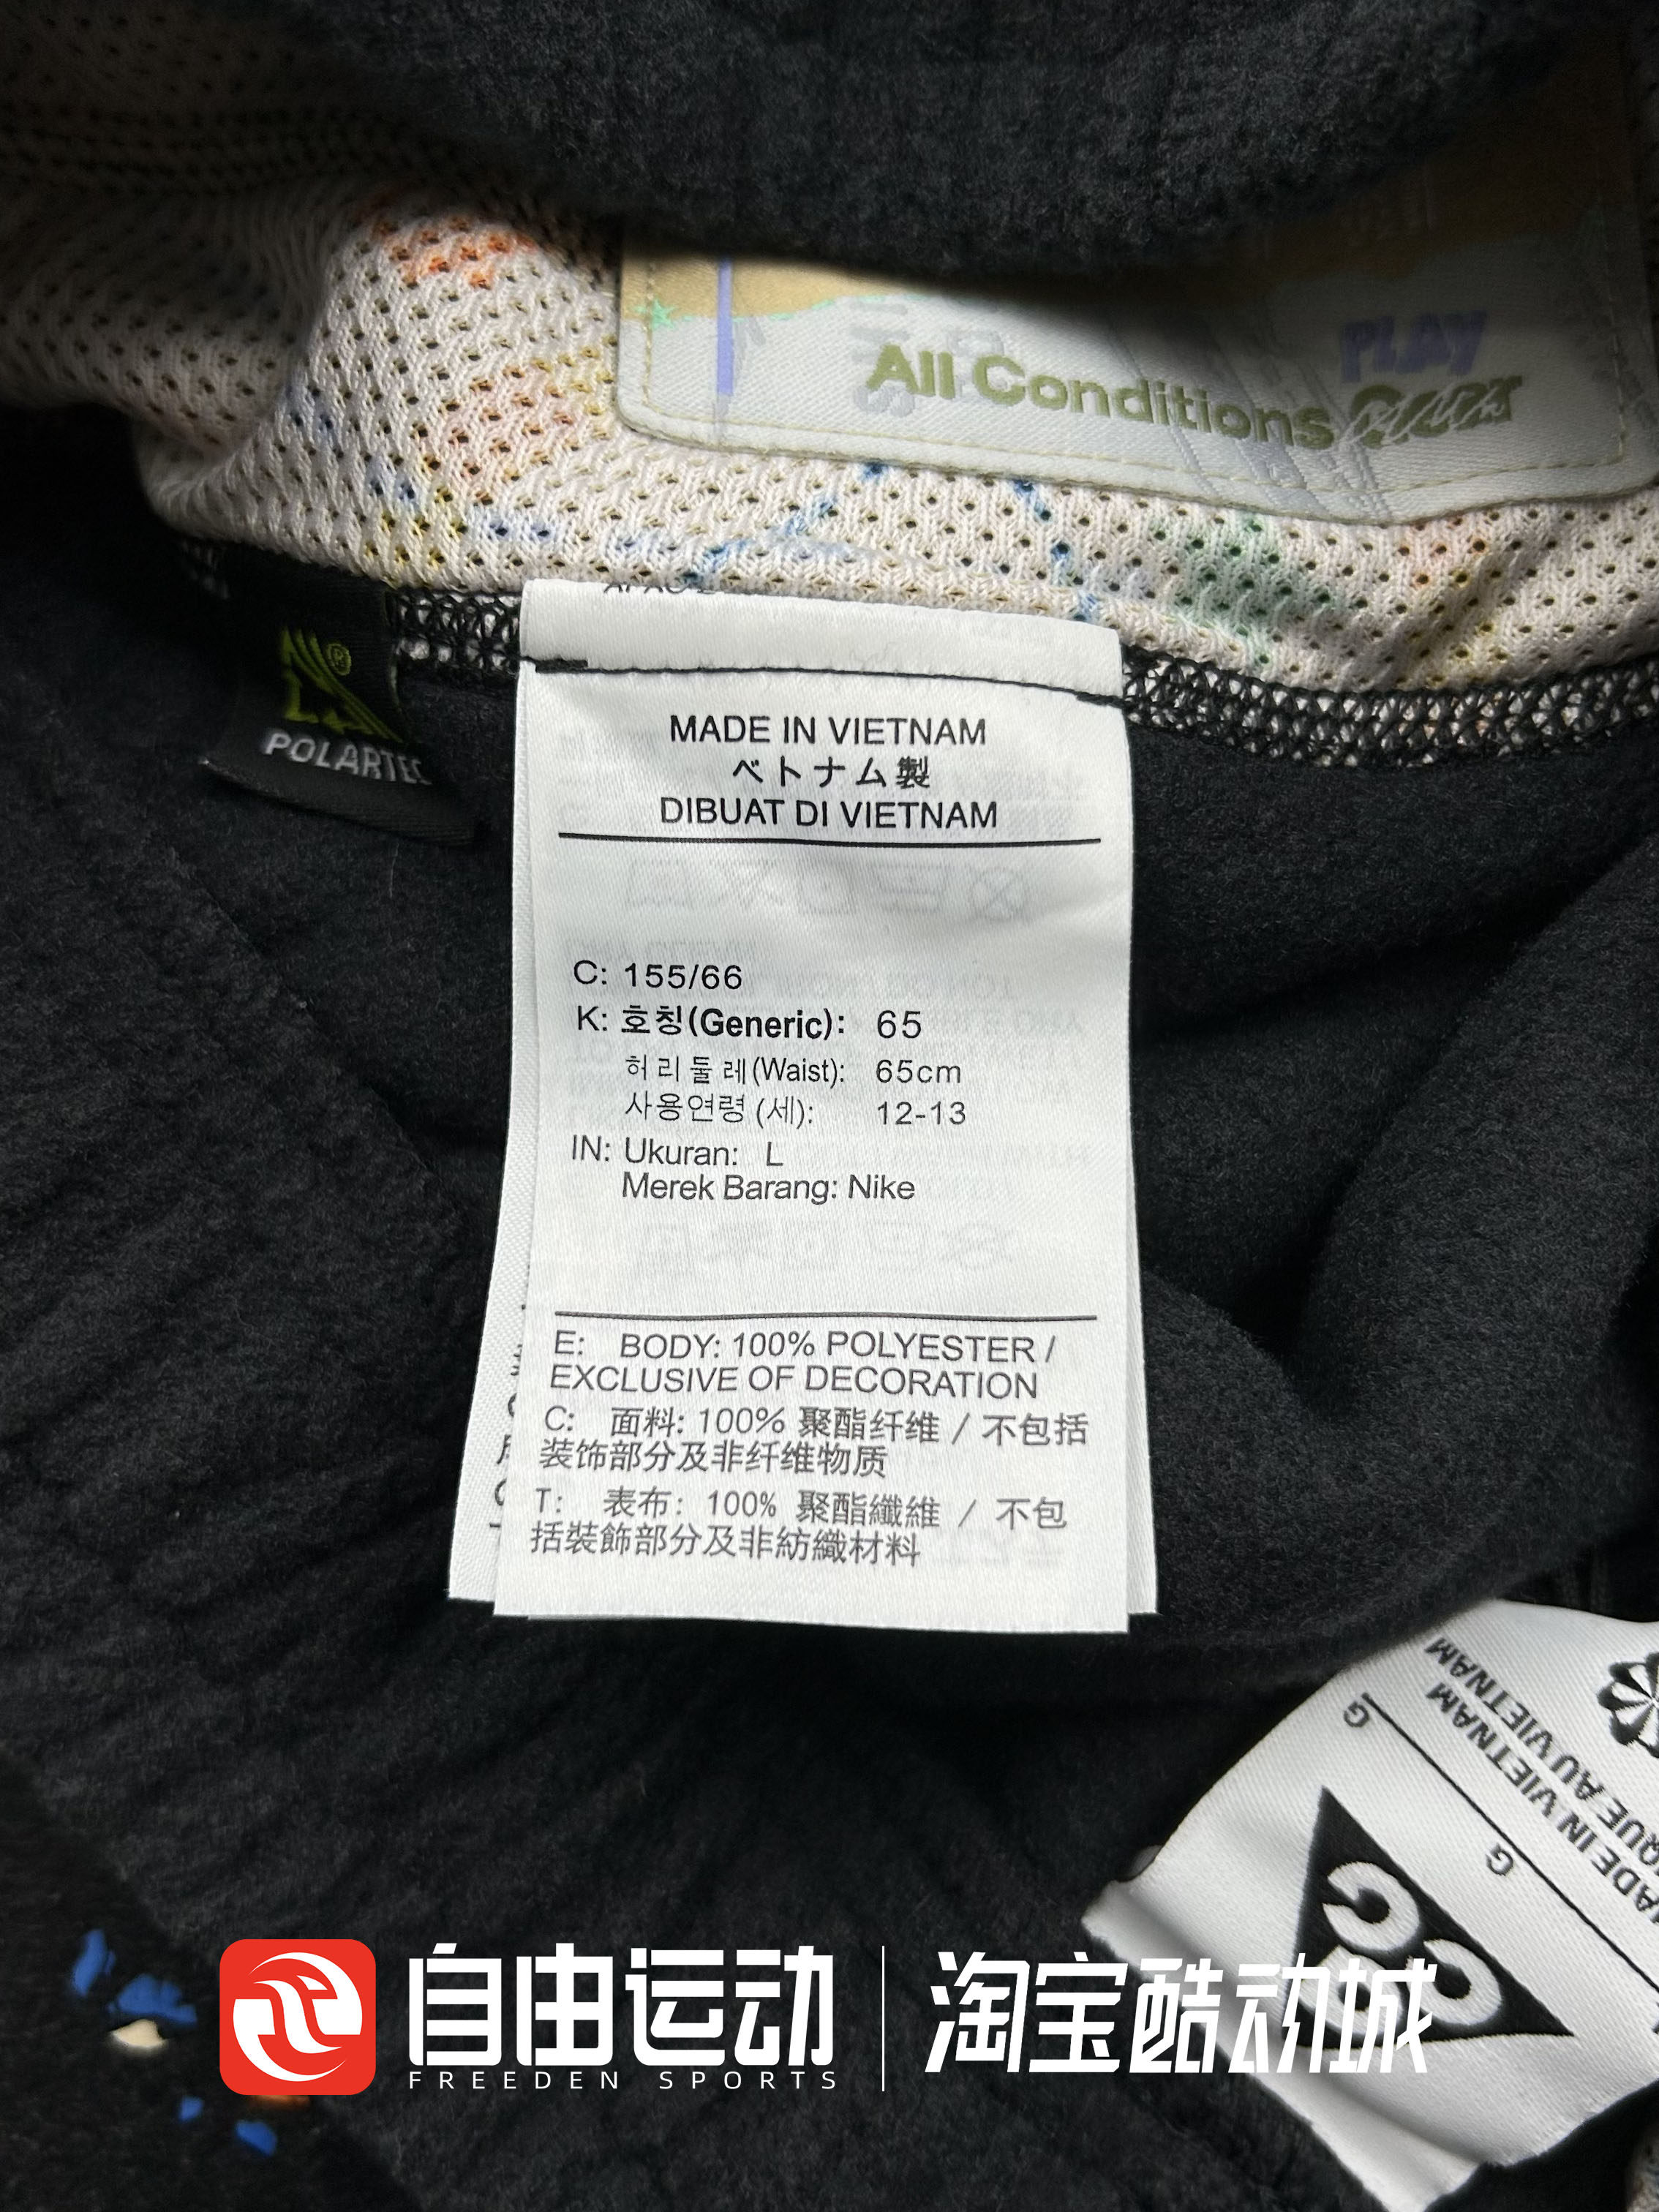 PLAY
All Conditions Gear
POLARTEC
MADE IN VIETNAM
ベトナム製
DIBUAT DI VIETNAM
C: 155/66
K: 호칭(Generic): 65
허리둘레(Waist): 65cm
사용연령(세): 12-13
IN: Ukuran: L
Merek Barang: Nike
E: BODY: 100% POLYESTER /
EXCLUSIVE OF DECORATION
C: 面料: 100% 聚酯纤维 / 不包括
装饰部分及非纤维物质
T: 表布: 100% 聚酯纖維 / 不包
括裝飾部分及非紡織材料
G
MADE IN VIETNAM
G
自由运动
FREEDEN SPORTS
淘宝酷动城